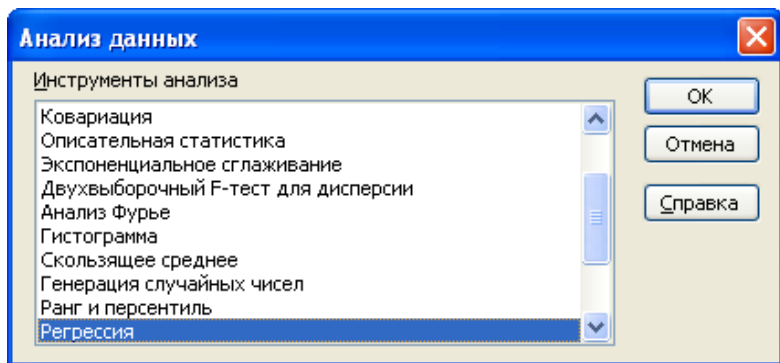 Анализ данных
Инструменты анализа
Ковариация
Описательная статистика
Экспоненциальное сглаживание
Двухвыборочный F-тест для дисперсии
Анализ Фурье
Гистограмма
Скользящее среднее
Генерация случайных чисел
Ранг и персентиль
Регрессия
OK
Отмена
Справка